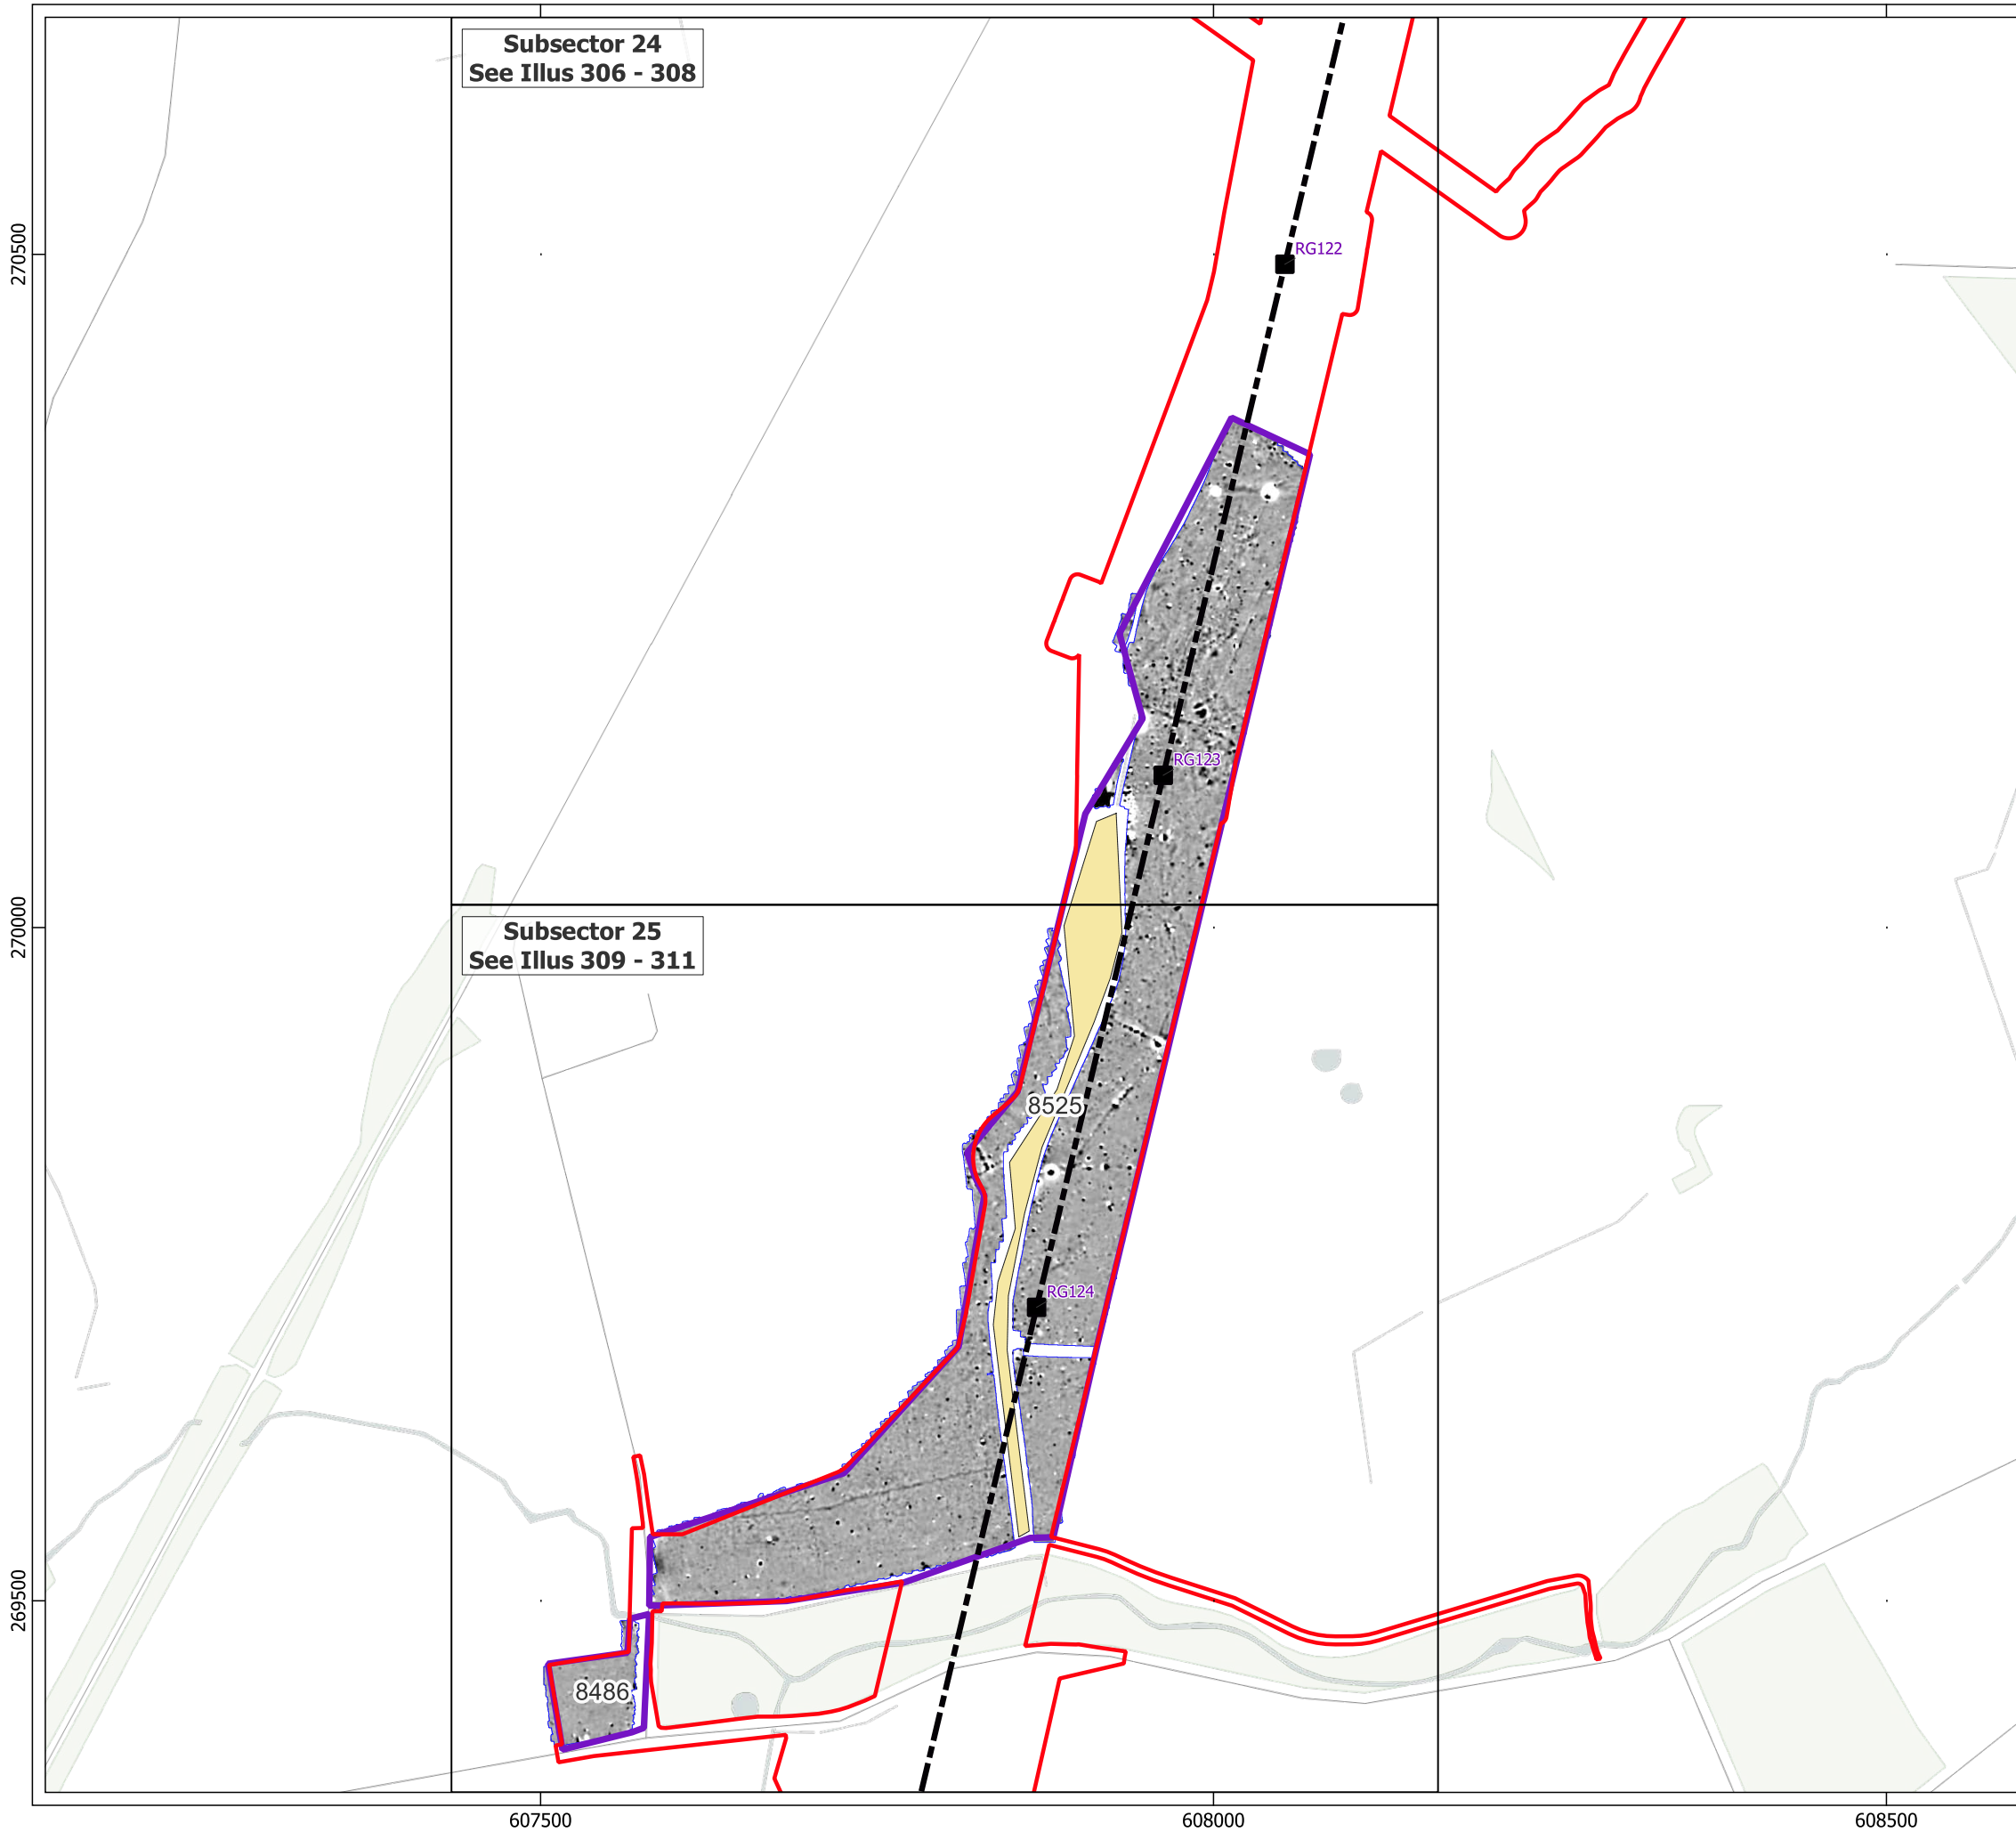 Subsector 24
See Illus 306 - 308
270500
RG122
RG123
270000
Subsector 25
See Illus 309 - 311
8525
RG124
269500
8486
607500
608000
608500